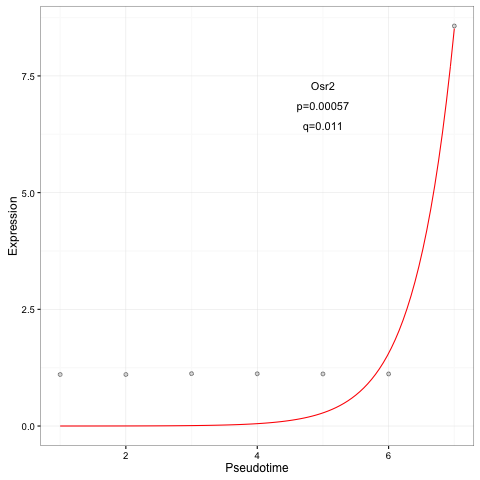 Osr2
p=0.00057
q=0.011
Expression
7.5
5.0
2.5
0.0
2 4 6
Pseudotime